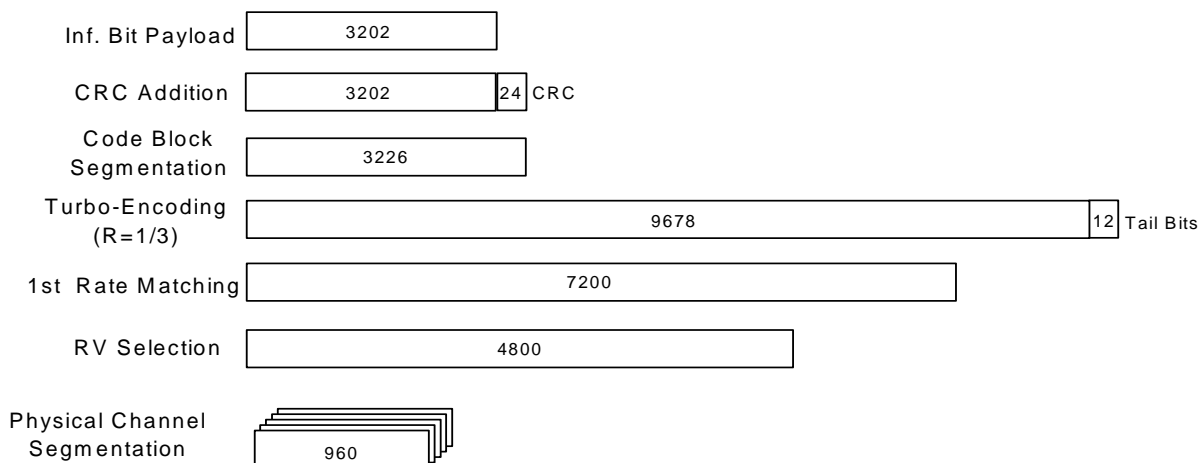 Inf. Bit Payload 3202
CRC Addition 3202 24 CRC
Code Block
Segmentation 3226
Turbo-Encoding
(R=1/3) 9678 12 Tail Bits
1st Rate Matching 7200
RV Selection 4800
Physical Channel
Segmentation 960